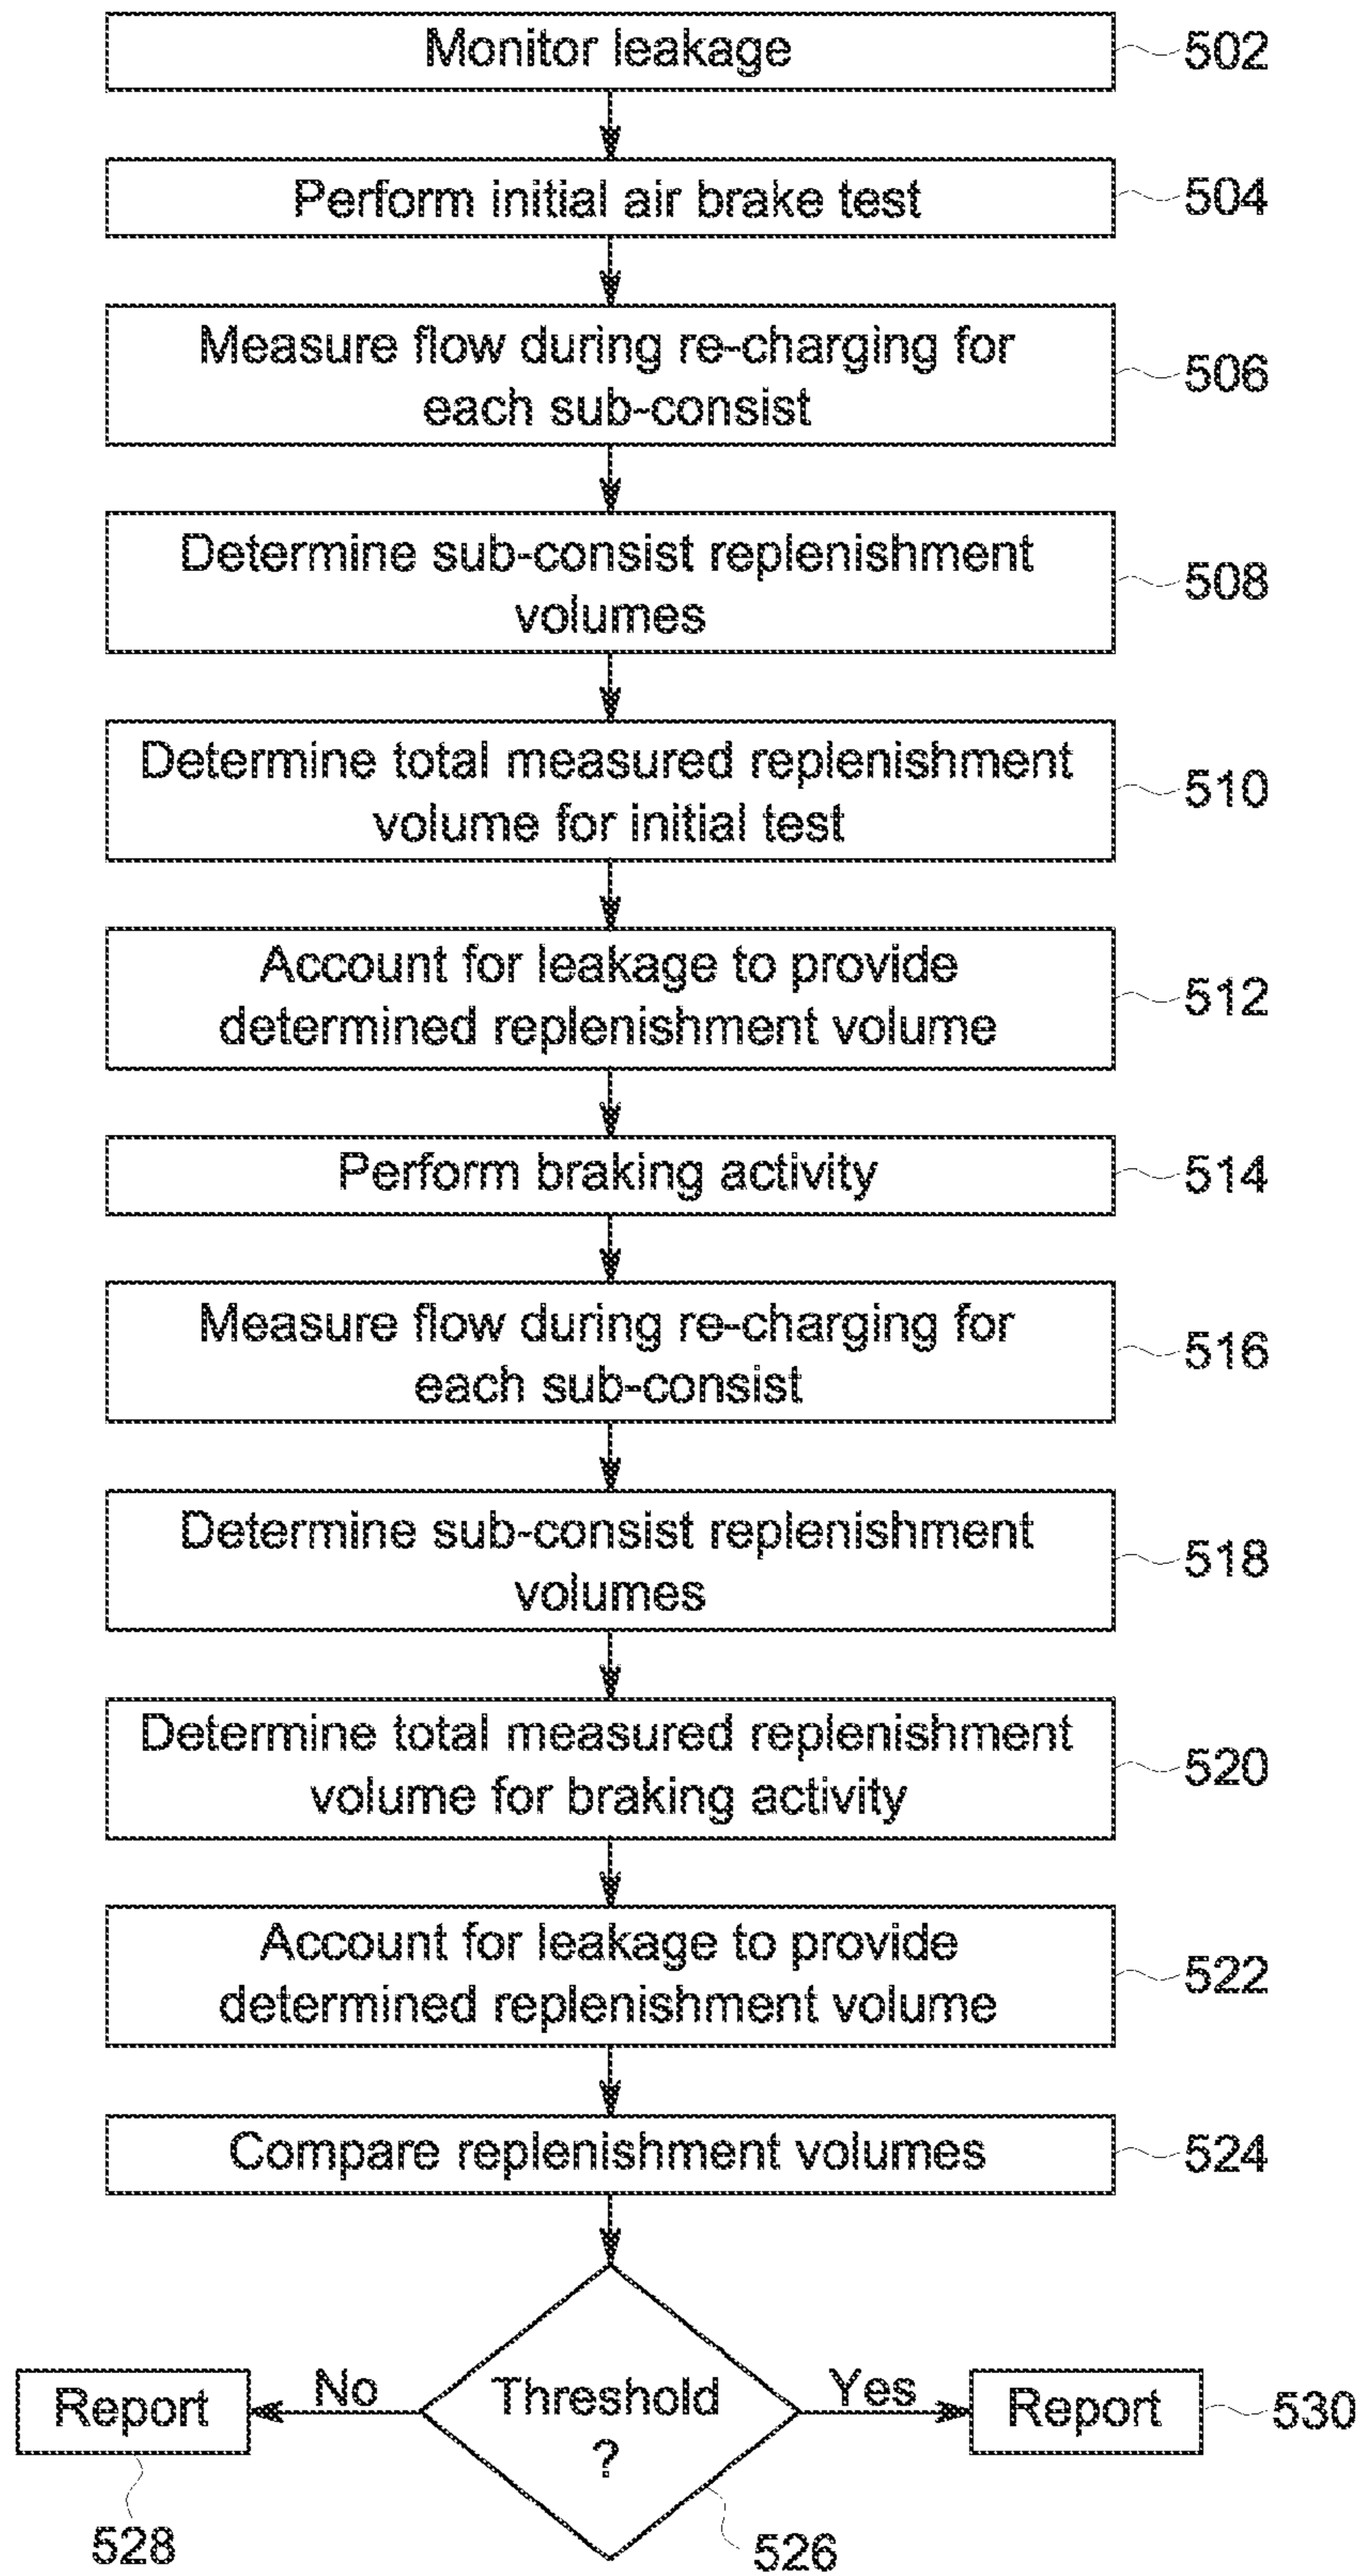 Monitor leakage
502
Perform initial air brake test
504
Measure flow during re-charging for
each sub-consist
506
Determine sub-consist replenishment
volumes
508
Determine total measured replenishment
volume for initial test
510
Account for leakage to provide
determined replenishment volume
512
Perform braking activity
514
Measure flow during re-charging for
each sub-consist
516
Determine sub-consist replenishment
volumes
518
Determine total measured replenishment
volume for braking activity
520
Account for leakage to provide
determined replenishment volume
522
Compare replenishment volumes
524
Threshold
?
526
No
Report
528
Yes
Report
530